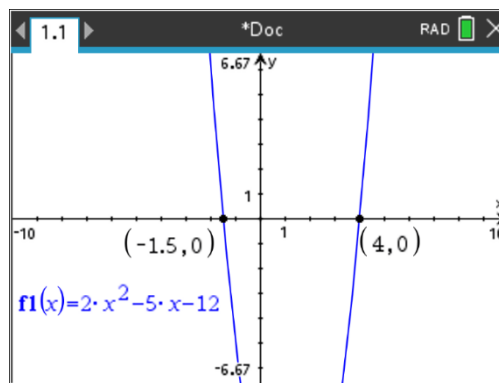 1.1 *Doc RAD
6.67 y
1 x
-10 1 10
(-1.5,0) (4,0)
f1(x)=2·x²-5·x-12
-6.67